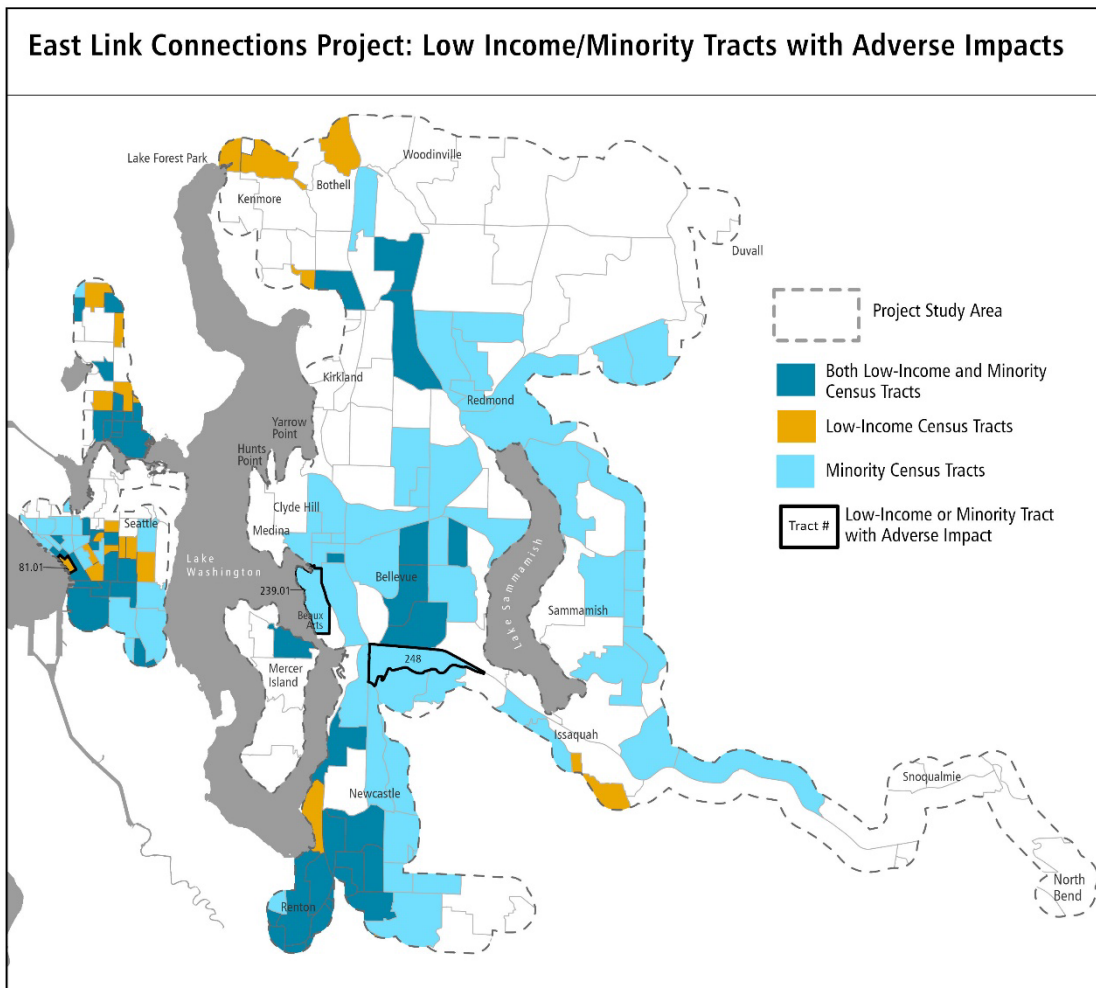 East Link Connections Project: Low Income/Minority Tracts with Adverse Impacts
Lake Forest Park
Woodinville
Bothell
Kenmore
Duvall
Project Study Area
Kirkland
Both Low-Income and Minority
Census Tracts
Redmond
Low-Income Census Tracts
Yarrow
Point
Hunts
Point
Minority Census Tracts
Clyde Hill
Seattle
Medina
Tract #
Low-Income or Minority Tract
with Adverse Impact
Lake
Washington
81.01
Bellevue
239.01
Lake Sammamish
Sammamish
Beaux
Arts
248
Mercer
Island
Issaquah
Snoqualmie
Newcastle
North
Bend
Renton